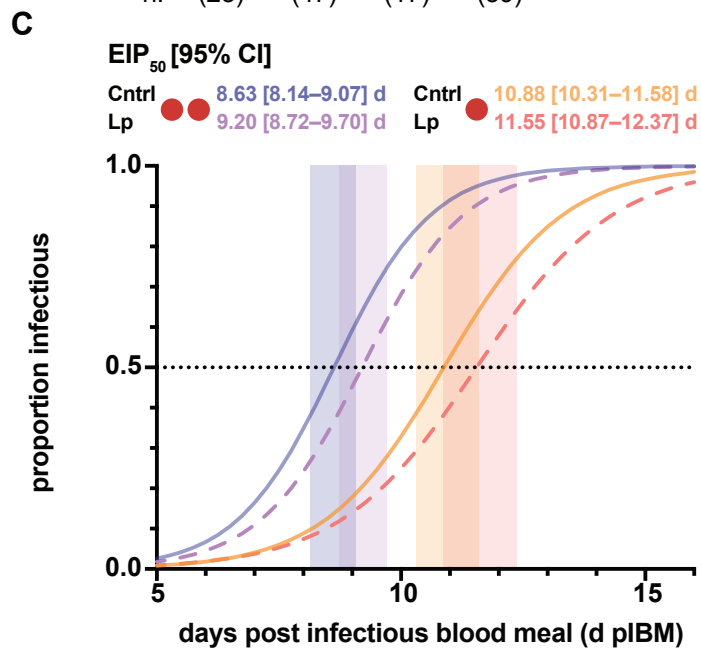 C
EIP50 [95% CI]
Cntrl 8.63 [8.14–9.07] d Cntrl 10.88 [10.31–11.58] d
Lp 9.20 [8.72–9.70] d Lp 11.55 [10.87–12.37] d
1.0
0.5
0.0
proportion infectious
5 10 15
days post infectious blood meal (d pIBM)